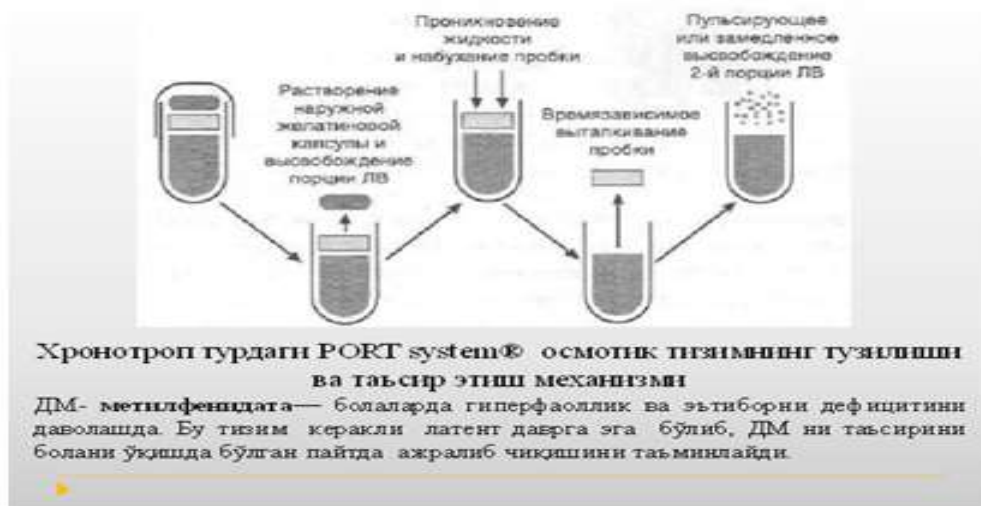 Растворение
наружной
желатиновой
капсулы и
высвобождение
порции ЛВ
Проникновение
жидкости
и набухание пробки
Времязависимое
выталкивание
пробки
Пульсирующее
или замедленное
высвобождение
2-й порции ЛВ
Хронотроп турдаги PORT system® осмотик тизимнинг тузилиши
ва таъсир этиш механизми
ДМ- метилфенидата— болаларда гиперфаоллик ва эътиборни дефицитини
даволашда. Бу тизим керакли латент даврга эга бўлиб, ДМ ни таъсирини
болани ўқишда бўлган пайтда ажралиб чиқишини таъминлайди.